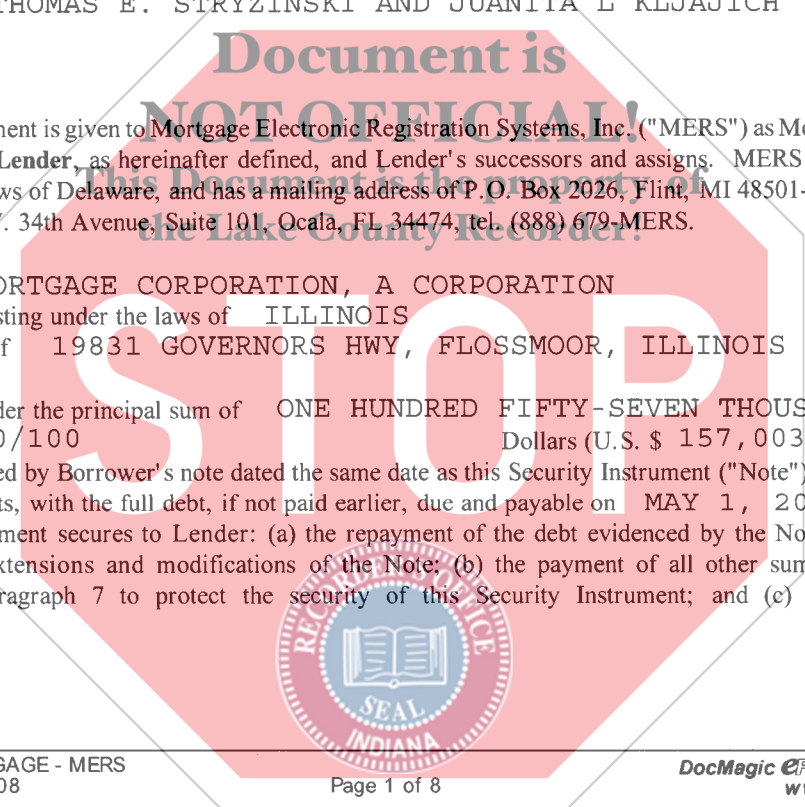 THOMAS E. STRYZINSKI AND JUANITA L KLJAJICH
Document is
NOT OFFICIAL!
This Document is the property of
the Lake County Recorder!
ment is given to Mortgage Electronic Registration Systems, Inc. ("MERS") as Mo
Lender, as hereinafter defined, and Lender's successors and assigns. MERS
ws of Delaware, and has a mailing address of P.O. Box 2026, Flint, MI 48501-
. 34th Avenue, Suite 101, Ocala, FL 34474, tel. (888) 679-MERS.
ORTGAGE CORPORATION, A CORPORATION
sting under the laws of ILLINOIS
f 19831 GOVERNORS HWY, FLOSSMOOR, ILLINOIS
STOP
der the principal sum of ONE HUNDRED FIFTY-SEVEN THOUS
0/100 Dollars (U.S. $ 157,003
ed by Borrower's note dated the same date as this Security Instrument ("Note")
ts, with the full debt, if not paid earlier, due and payable on MAY 1, 20
ment secures to Lender: (a) the repayment of the debt evidenced by the No
xtensions and modifications of the Note; (b) the payment of all other sum
ragraph 7 to protect the security of this Security Instrument; and (c)
RECORDER'S OFFICE
SEAL
INDIANA
GAGE - MERS
08
Page 1 of 8
DocMagic eF
w